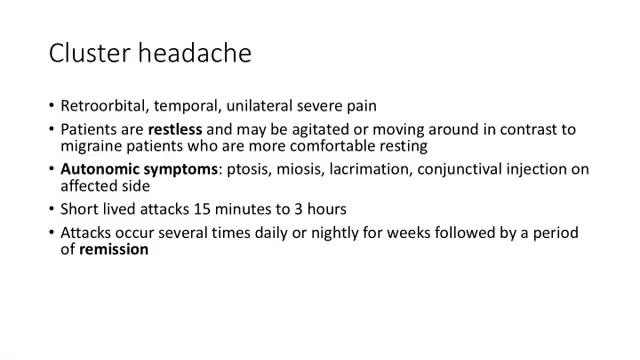 Cluster headache
• Retroorbital, temporal, unilateral severe pain
• Patients are restless and may be agitated or moving around in contrast to
migraine patients who are more comfortable resting
• Autonomic symptoms: ptosis, miosis, lacrimation, conjunctival injection on
affected side
• Short lived attacks 15 minutes to 3 hours
• Attacks occur several times daily or nightly for weeks followed by a period
of remission